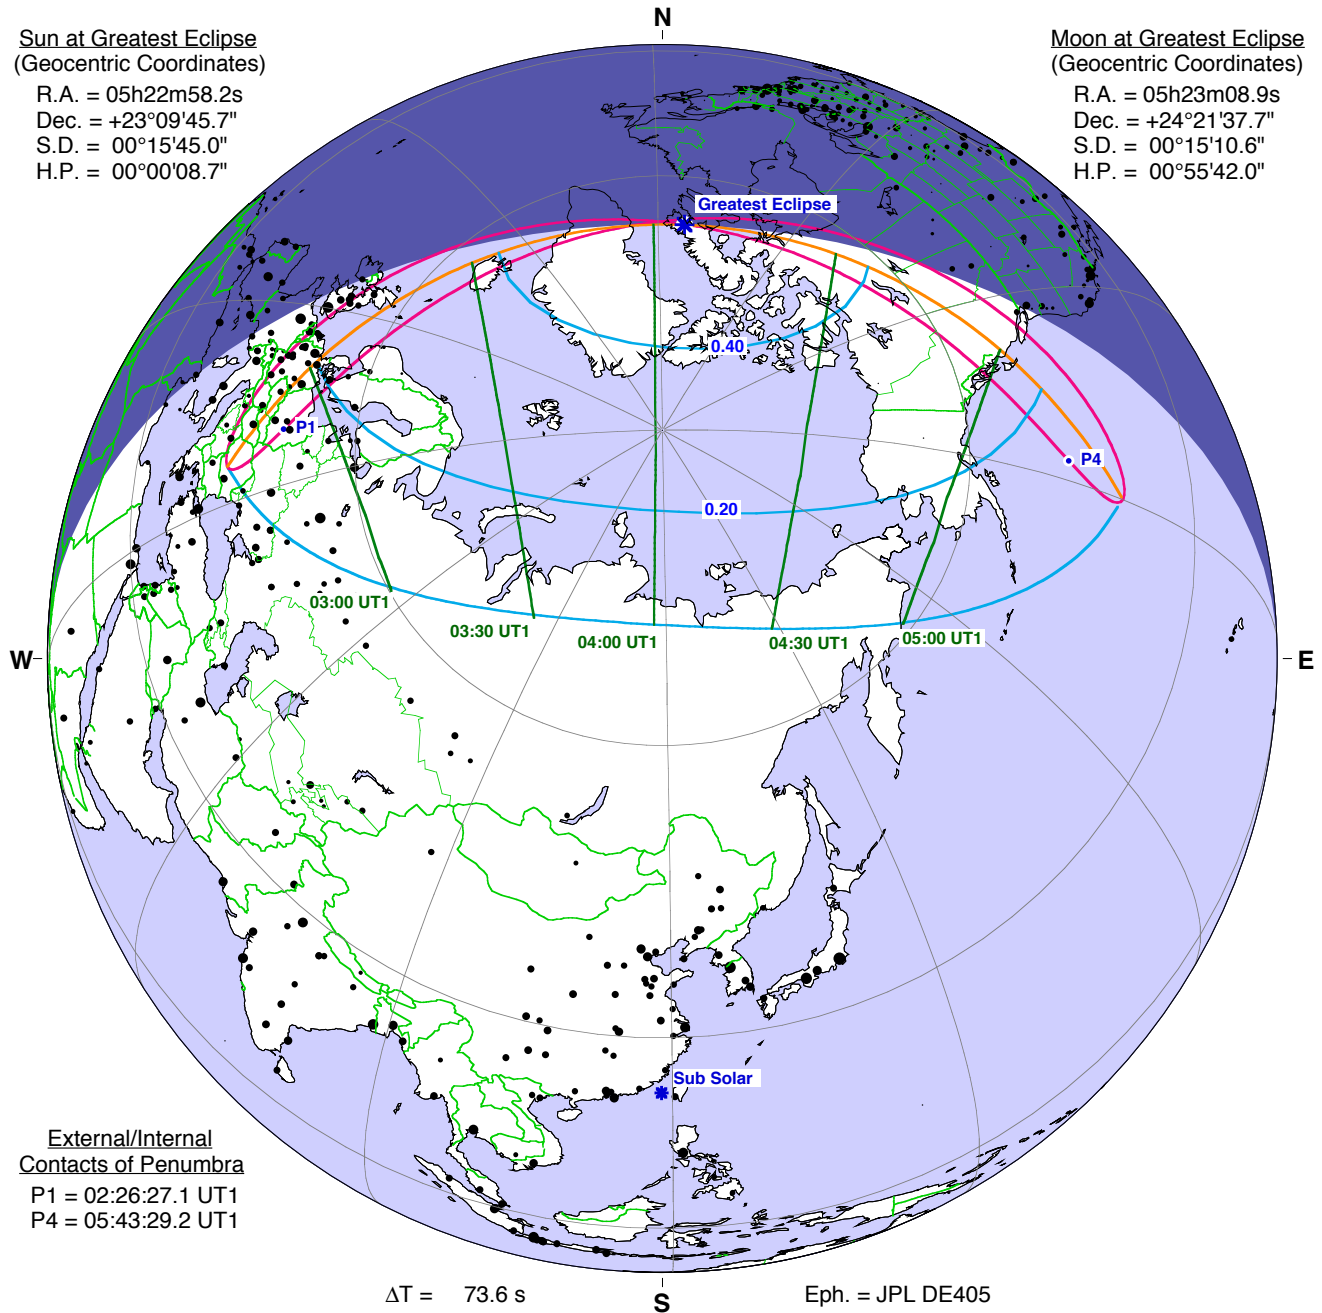 N
Sun at Greatest Eclipse
(Geocentric Coordinates)
R.A. = 05h22m58.2s
Dec. = +23°09'45.7"
S.D. = 00°15'45.0"
H.P. = 00°00'08.7"
Moon at Greatest Eclipse
(Geocentric Coordinates)
R.A. = 05h23m08.9s
Dec. = +24°21'37.7"
S.D. = 00°15'10.6"
H.P. = 00°55'42.0"
Greatest Eclipse
0.40
P1
P4
0.20
03:00 UT1
03:30 UT1
04:00 UT1
04:30 UT1
05:00 UT1
W
E
Sub Solar
External/Internal
Contacts of Penumbra
P1 = 02:26:27.1 UT1
P4 = 05:43:29.2 UT1
ΔT = 73.6 s
S
Eph. = JPL DE405